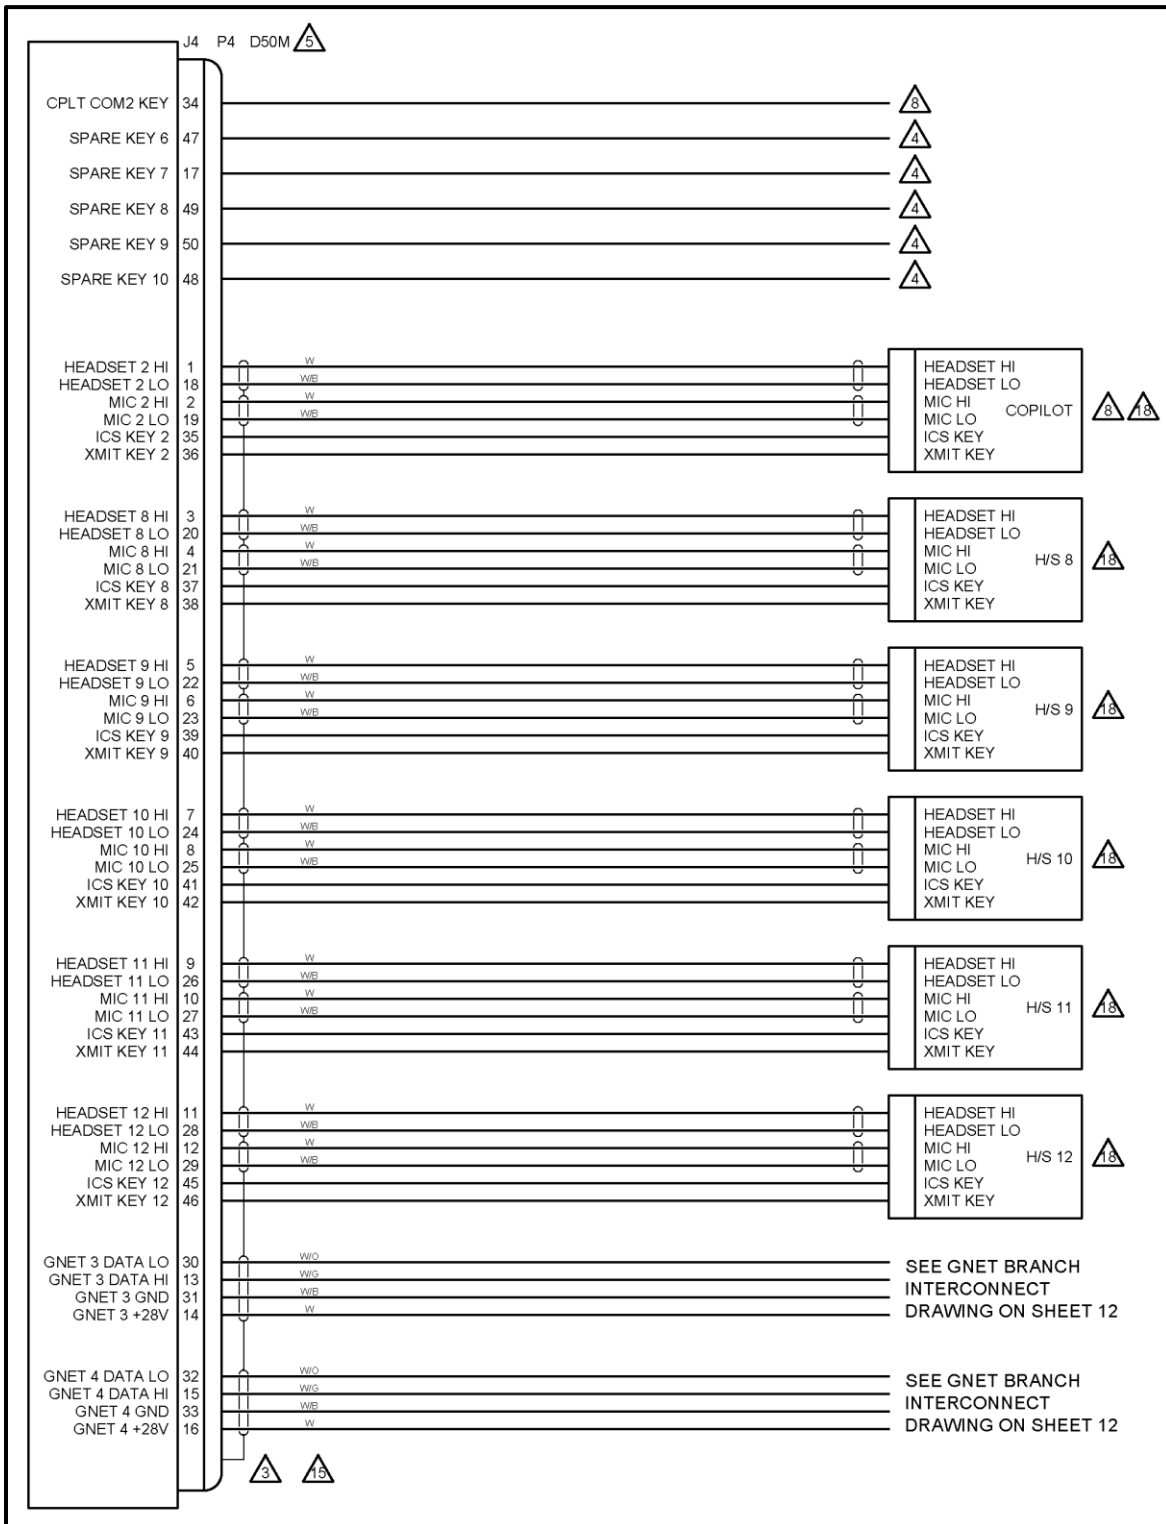 J4 P4 D50M 5
CPLT COM2 KEY 34 8
SPARE KEY 6 47 4
SPARE KEY 7 17 4
SPARE KEY 8 49 4
SPARE KEY 9 50 4
SPARE KEY 10 48 4
HEADSET 2 HI 1 W HEADSET HI
HEADSET 2 LO 18 W/B HEADSET LO
MIC 2 HI 2 W MIC HI
COPILOT 8 18
MIC 2 LO 19 W/B MIC LO
ICS KEY 2 35 ICS KEY
XMIT KEY 2 36 XMIT KEY
HEADSET 8 HI 3 W HEADSET HI
HEADSET 8 LO 20 W/B HEADSET LO
MIC 8 HI 4 W MIC HI
H/S 8 18
MIC 8 LO 21 W/B MIC LO
ICS KEY 8 37 ICS KEY
XMIT KEY 8 38 XMIT KEY
HEADSET 9 HI 5 W HEADSET HI
HEADSET 9 LO 22 W/B HEADSET LO
MIC 9 HI 6 W MIC HI
H/S 9 18
MIC 9 LO 23 W/B MIC LO
ICS KEY 9 39 ICS KEY
XMIT KEY 9 40 XMIT KEY
HEADSET 10 HI 7 W HEADSET HI
HEADSET 10 LO 24 W/B HEADSET LO
MIC 10 HI 8 W MIC HI
H/S 10 18
MIC 10 LO 25 W/B MIC LO
ICS KEY 10 41 ICS KEY
XMIT KEY 10 42 XMIT KEY
HEADSET 11 HI 9 W HEADSET HI
HEADSET 11 LO 26 W/B HEADSET LO
MIC 11 HI 10 W MIC HI
H/S 11 18
MIC 11 LO 27 W/B MIC LO
ICS KEY 11 43 ICS KEY
XMIT KEY 11 44 XMIT KEY
HEADSET 12 HI 11 W HEADSET HI
HEADSET 12 LO 28 W/B HEADSET LO
MIC 12 HI 12 W MIC HI
H/S 12 18
MIC 12 LO 29 W/B MIC LO
ICS KEY 12 45 ICS KEY
XMIT KEY 12 46 XMIT KEY
GNET 3 DATA LO 30 W/O
GNET 3 DATA HI 13 W/G
GNET 3 GND 31 W/B
GNET 3 +28V 14 W
SEE GNET BRANCH
INTERCONNECT
DRAWING ON SHEET 12
GNET 4 DATA LO 32 W/O
GNET 4 DATA HI 15 W/G
GNET 4 GND 33 W/B
GNET 4 +28V 16 W
SEE GNET BRANCH
INTERCONNECT
DRAWING ON SHEET 12
3 15